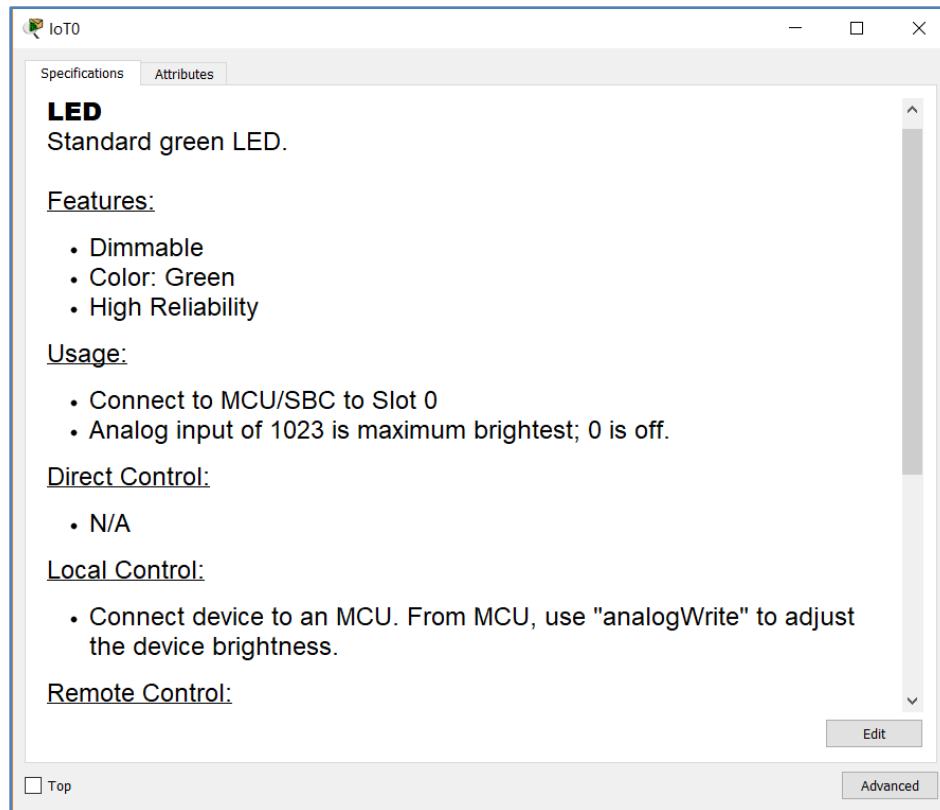 IoT0
Specifications
Attributes
LED
Standard green LED.
Features:
Dimmable
Color: Green
High Reliability
Usage:
Connect to MCU/SBC to Slot 0
Analog input of 1023 is maximum brightest; 0 is off.
Direct Control:
N/A
Local Control:
Connect device to an MCU. From MCU, use "analogWrite" to adjust
the device brightness.
Remote Control:
Edit
Top
Advanced